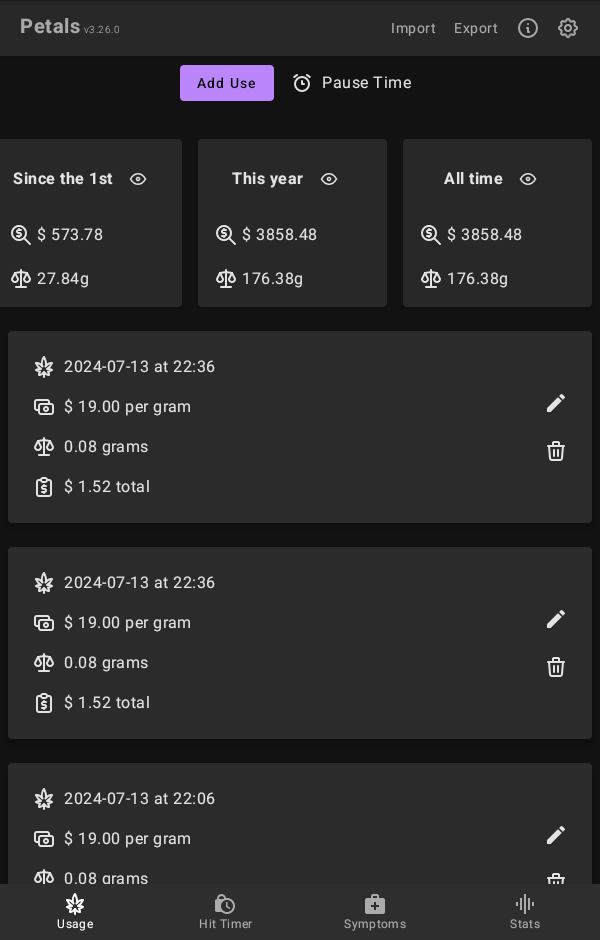 Petals v3.26.0 Import Export
Add Use Pause Time
Since the 1st This year All time
$ 573.78 $ 3858.48 $ 3858.48
27.84g 176.38g 176.38g
2024-07-13 at 22:36
$ 19.00 per gram
0.08 grams
$ 1.52 total
2024-07-13 at 22:36
$ 19.00 per gram
0.08 grams
$ 1.52 total
2024-07-13 at 22:06
$ 19.00 per gram
0.08 grams
Usage Hit Timer Symptoms Stats